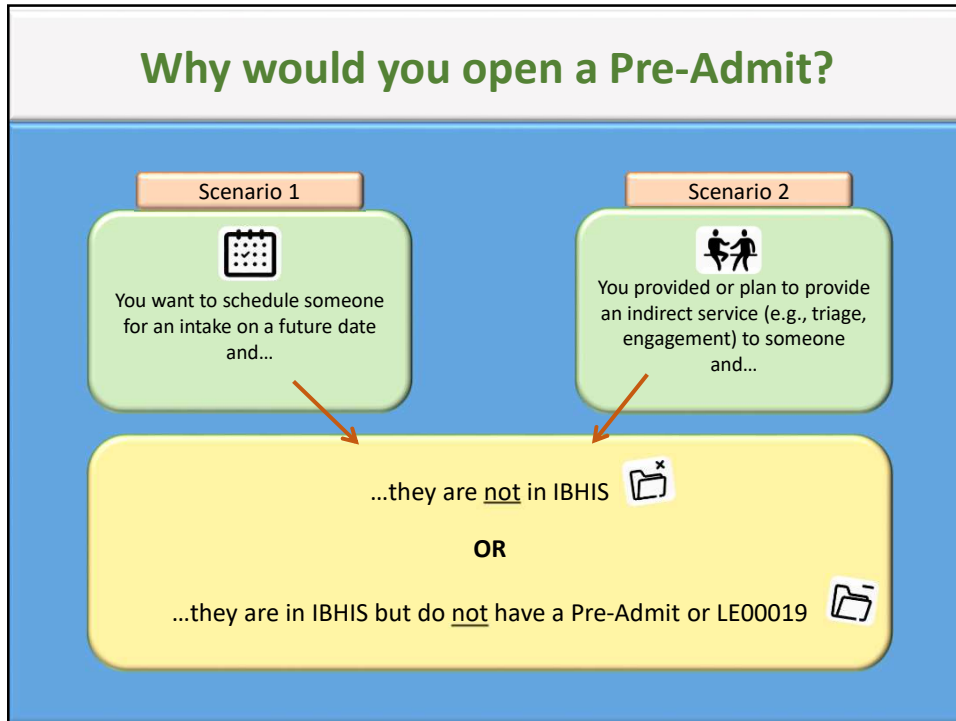 Why would you open a Pre-Admit?
Scenario 1
You want to schedule someone
for an intake on a future date
and…
Scenario 2
You provided or plan to provide
an indirect service (e.g., triage,
engagement) to someone
and…
…they are not in IBHIS
OR
…they are in IBHIS but do not have a Pre-Admit or LE00019